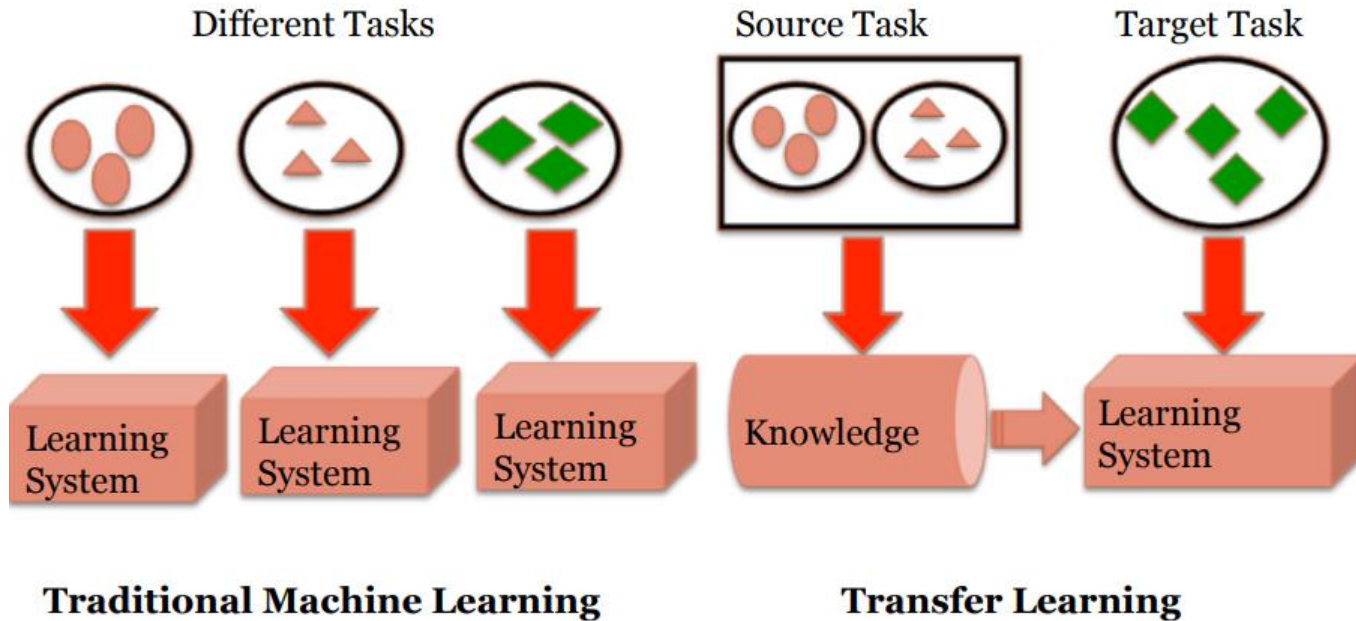 Different Tasks
Source Task
Target Task
Learning
System
Learning
System
Learning
System
Knowledge
Learning
System
Traditional Machine Learning
Transfer Learning